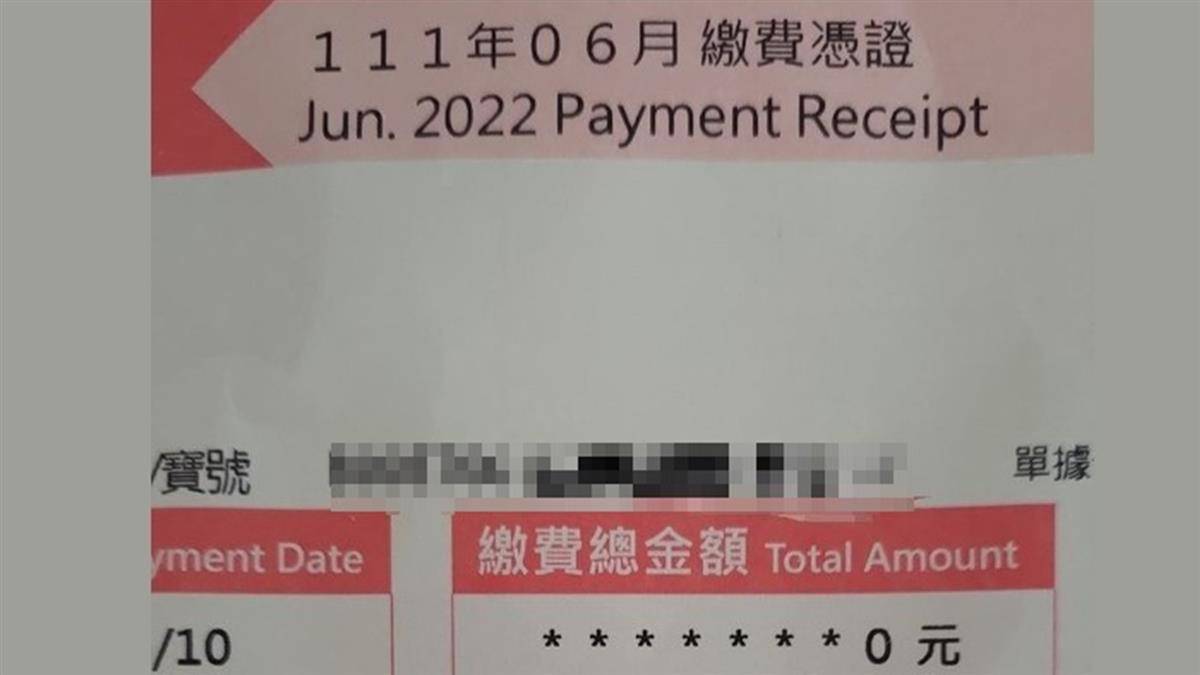 111年06月繳費憑證
Jun. 2022 Payment Receipt
/寶號
單據
yment Date
繳費總金額 Total Amount
/10
*******0元